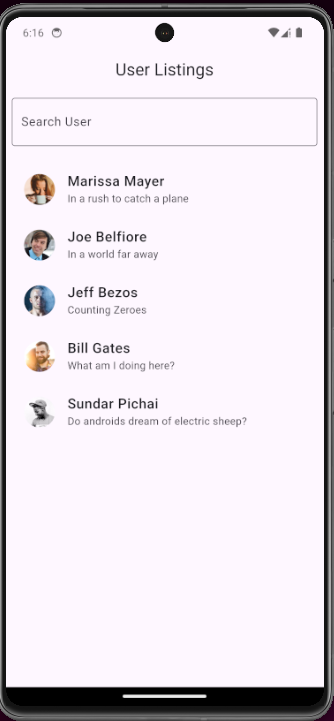 6:16
User Listings
Search User
Marissa Mayer
In a rush to catch a plane
Joe Belfiore
In a world far away
Jeff Bezos
Counting Zeroes
Bill Gates
What am I doing here?
Sundar Pichai
Do androids dream of electric sheep?